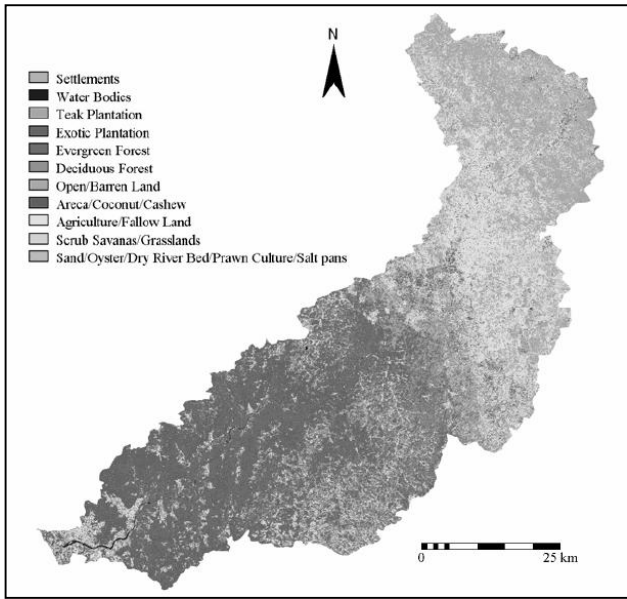 N
Settlements
Water Bodies
Teak Plantation
Exotic Plantation
Evergreen Forest
Deciduous Forest
Open/Barren Land
Areca/Coconut/Cashew
Agriculture/Fallow Land
Scrub Savanas/Grasslands
Sand/Oyster/Dry River Bed/Prawn Culture/Salt pans
0 25 km